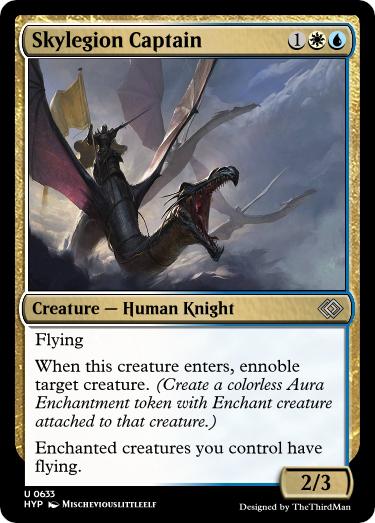 Skylegion Captain 1
Creature — Human Knight
Flying
When this creature enters, ennoble
target creature. (Create a colorless Aura
Enchantment token with Enchant creature
attached to that creature.)
Enchanted creatures you control have
flying.
2/3
U 0633
HYP MISCHEVIOUSLITTLEELF
Designed by TheThirdMan